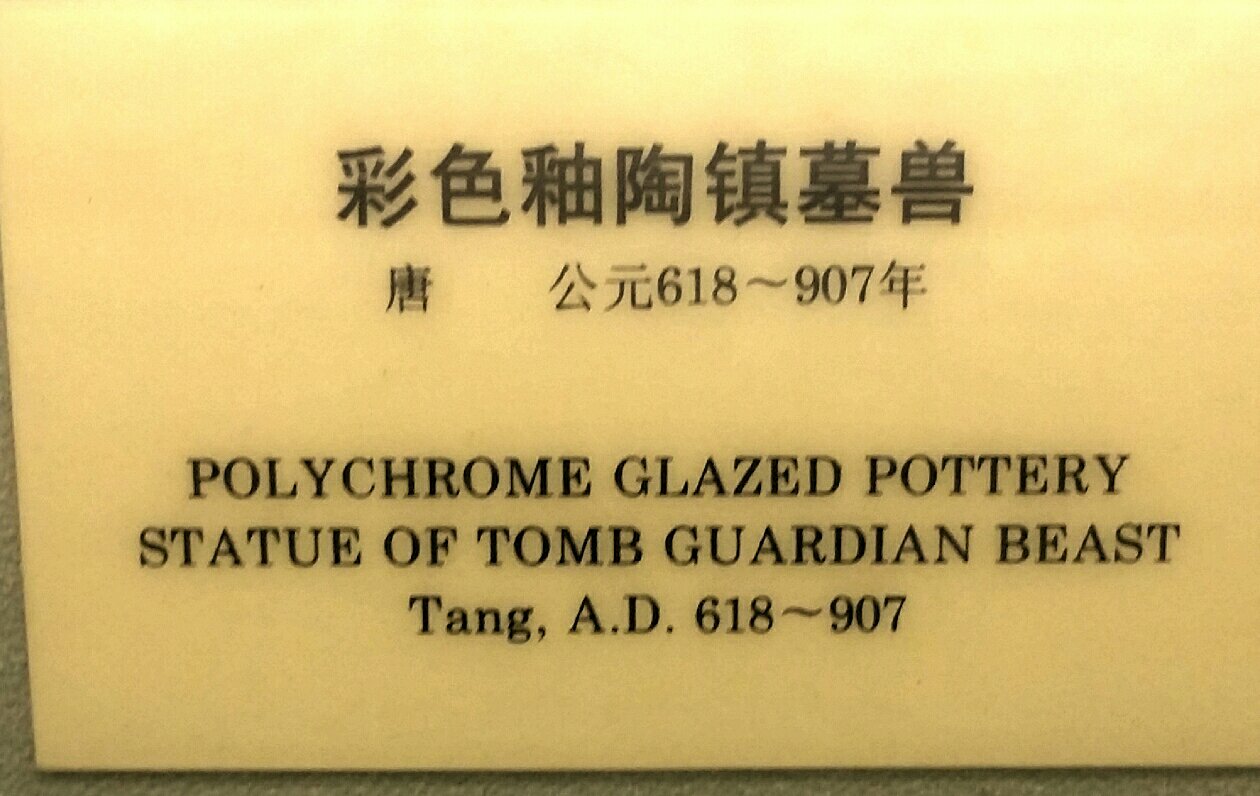 彩色釉陶镇墓兽
唐 公元618～907年
POLYCHROME GLAZED POTTERY
STATUE OF TOMB GUARDIAN BEAST
Tang, A.D. 618～907